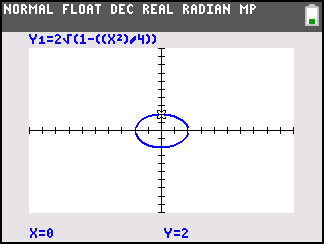 NORMAL FLOAT DEC REAL RADIAN MP
Y₁=2√(1-((X²)/4))
X=0 Y=2